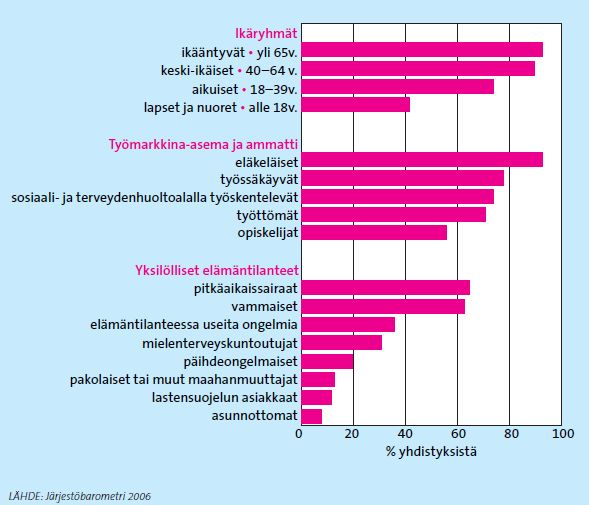 Ikäryhmät
ikääntyvät • yli 65v.
keski-ikäiset • 40–64 v.
aikuiset • 18–39v.
lapset ja nuoret • alle 18v.
Työmarkkina-asema ja ammatti
eläkeläiset
työssäkäyvät
sosiaali- ja terveydenhuoltoalalla työskentelevät
työttömät
opiskelijat
Yksilölliset elämäntilanteet
pitkäaikaissairaat
vammaiset
elämäntilanteessa useita ongelmia
mielenterveyskuntoutujat
päihdeongelmaiset
pakolaiset tai muut maahanmuuttajat
lastensuojelun asiakkaat
asunnottomat
0 20 40 60 80 100
% yhdistyksistä
LÄHDE: Järjestöbarometri 2006